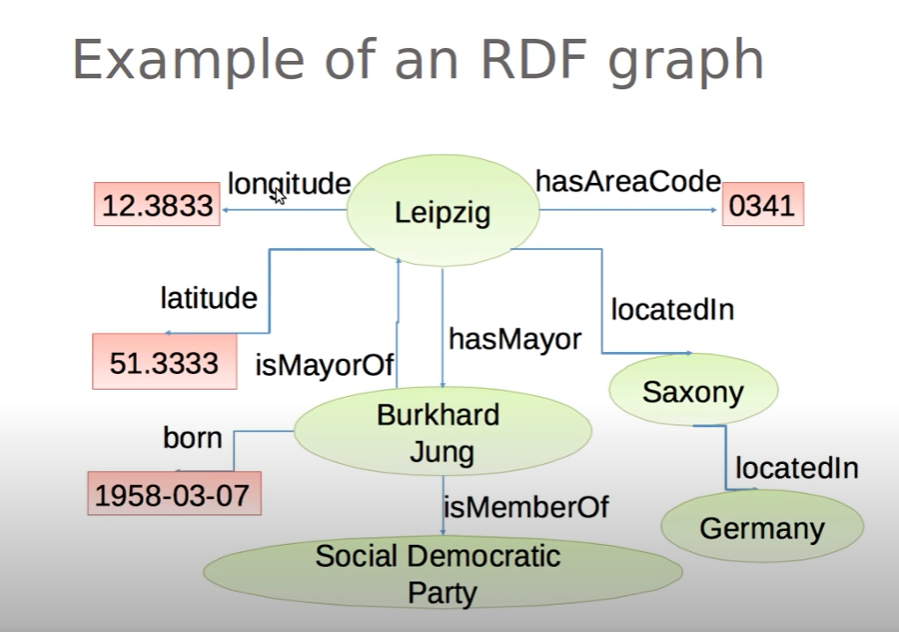 Example of an RDF graph
longitude
hasAreaCode
12.3833
Leipzig
0341
latitude
locatedIn
hasMayor
51.3333
isMayorOf
Saxony
Burkhard
Jung
born
locatedIn
1958-03-07
isMemberOf
Germany
Social Democratic
Party